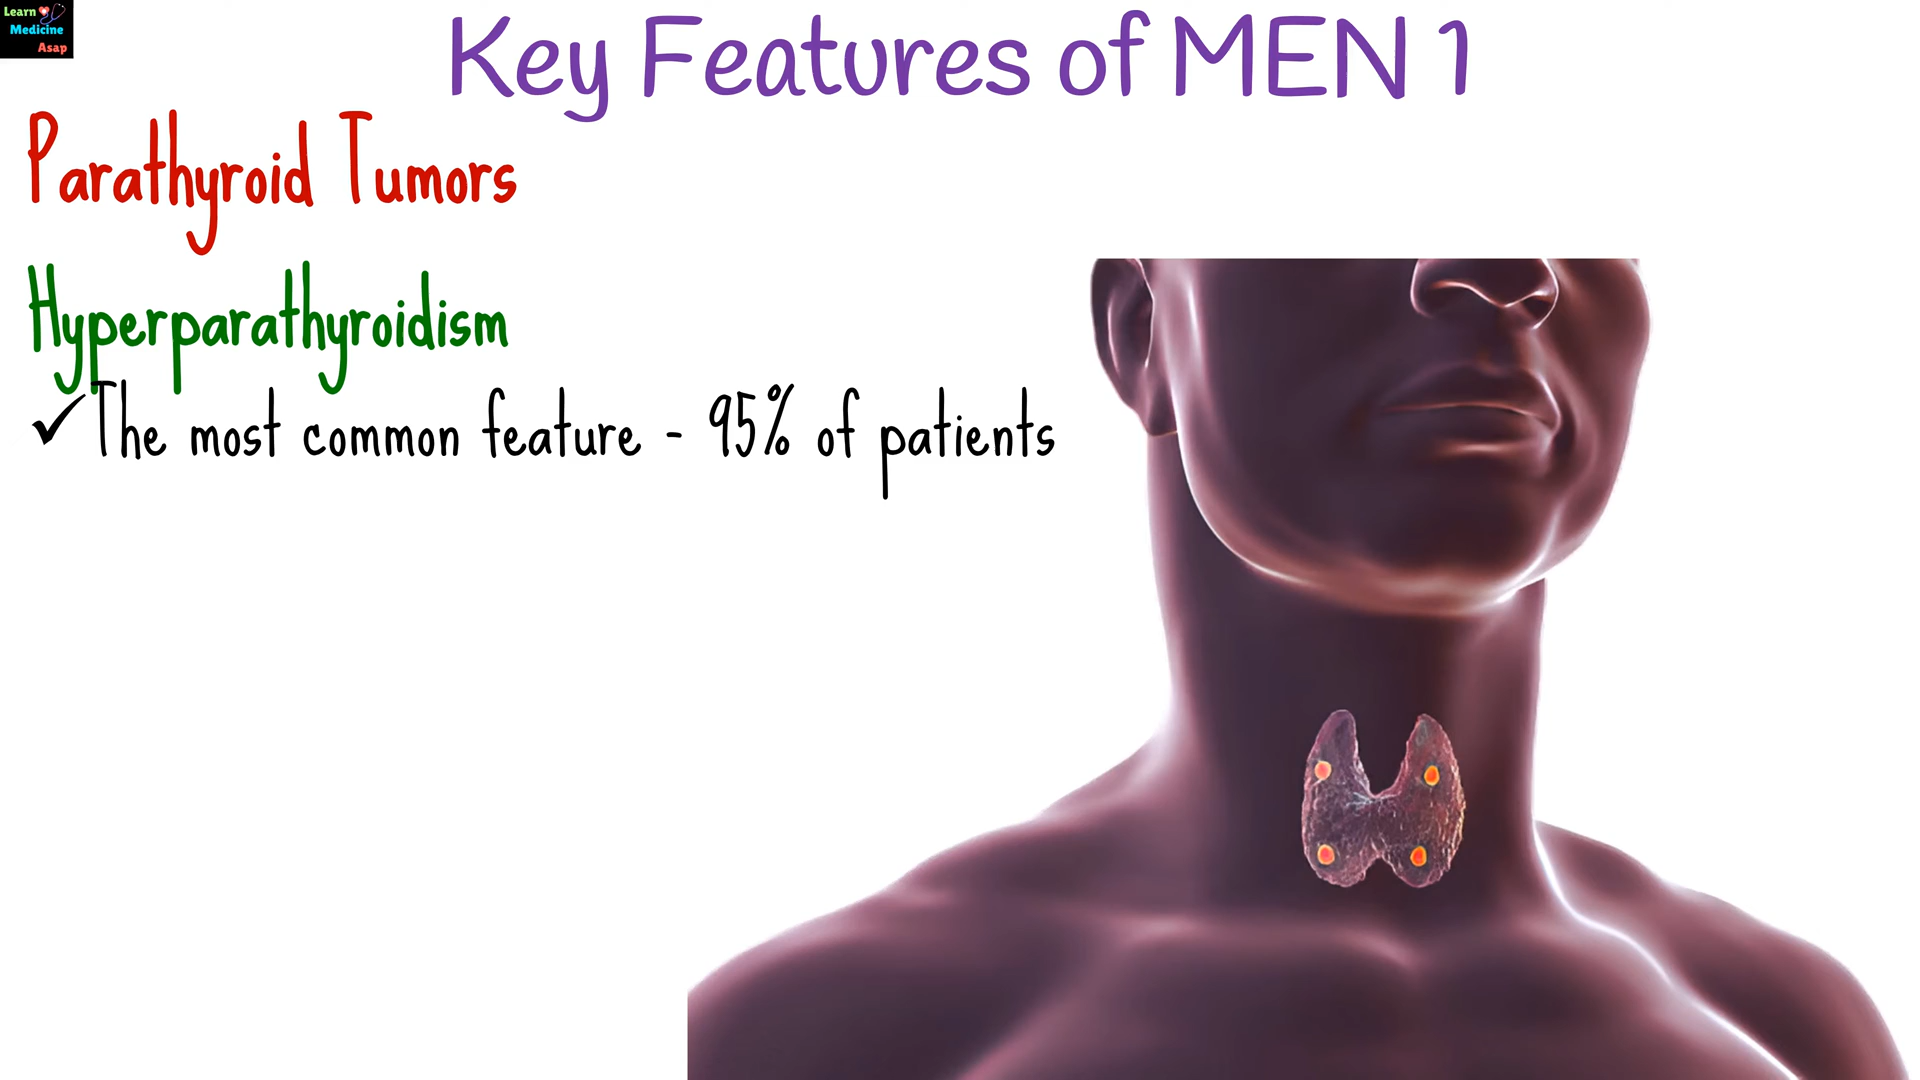 Learn
Medicine
Asap
Key Features of MEN 1
Parathyroid Tumors
Hyperparathyroidism
✓The most common feature - 95% of patients